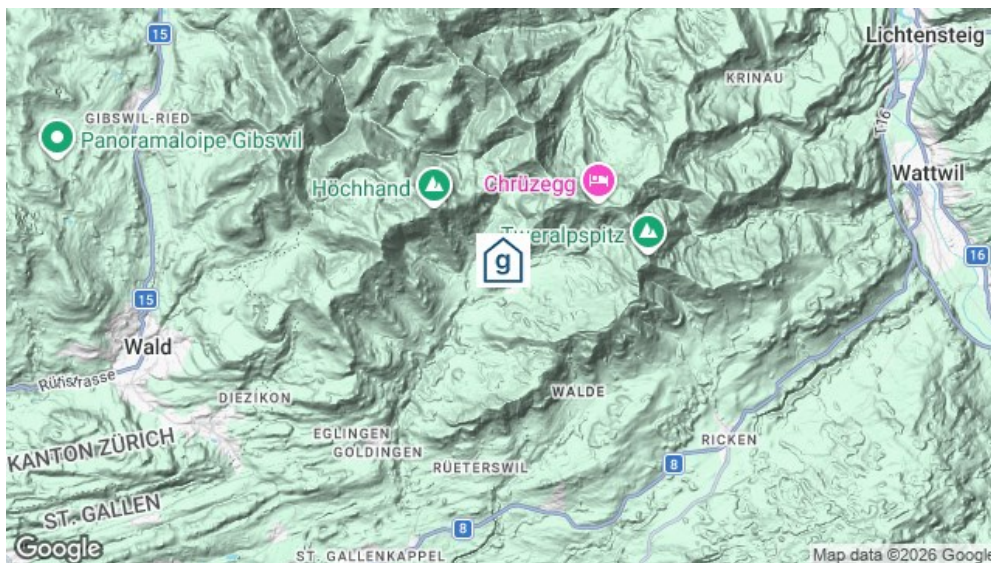 15
Lichtensteig
KRINAU
GIBSWIL-RIED
Panoramaloipe Gibswil
T16
Höchhand
Chrüzegg
Wattwil
Tweralpspitz
g
16
15
Wald
Rütistrasse
DIEZIKON
WALDE
EGLINGEN
GOLDINGEN
RICKEN
KANTON ZÜRICH
RÜETERSWIL
8
ST. GALLEN
8
Google
ST. GALLENKAPPEL
Map data ©2026 Google